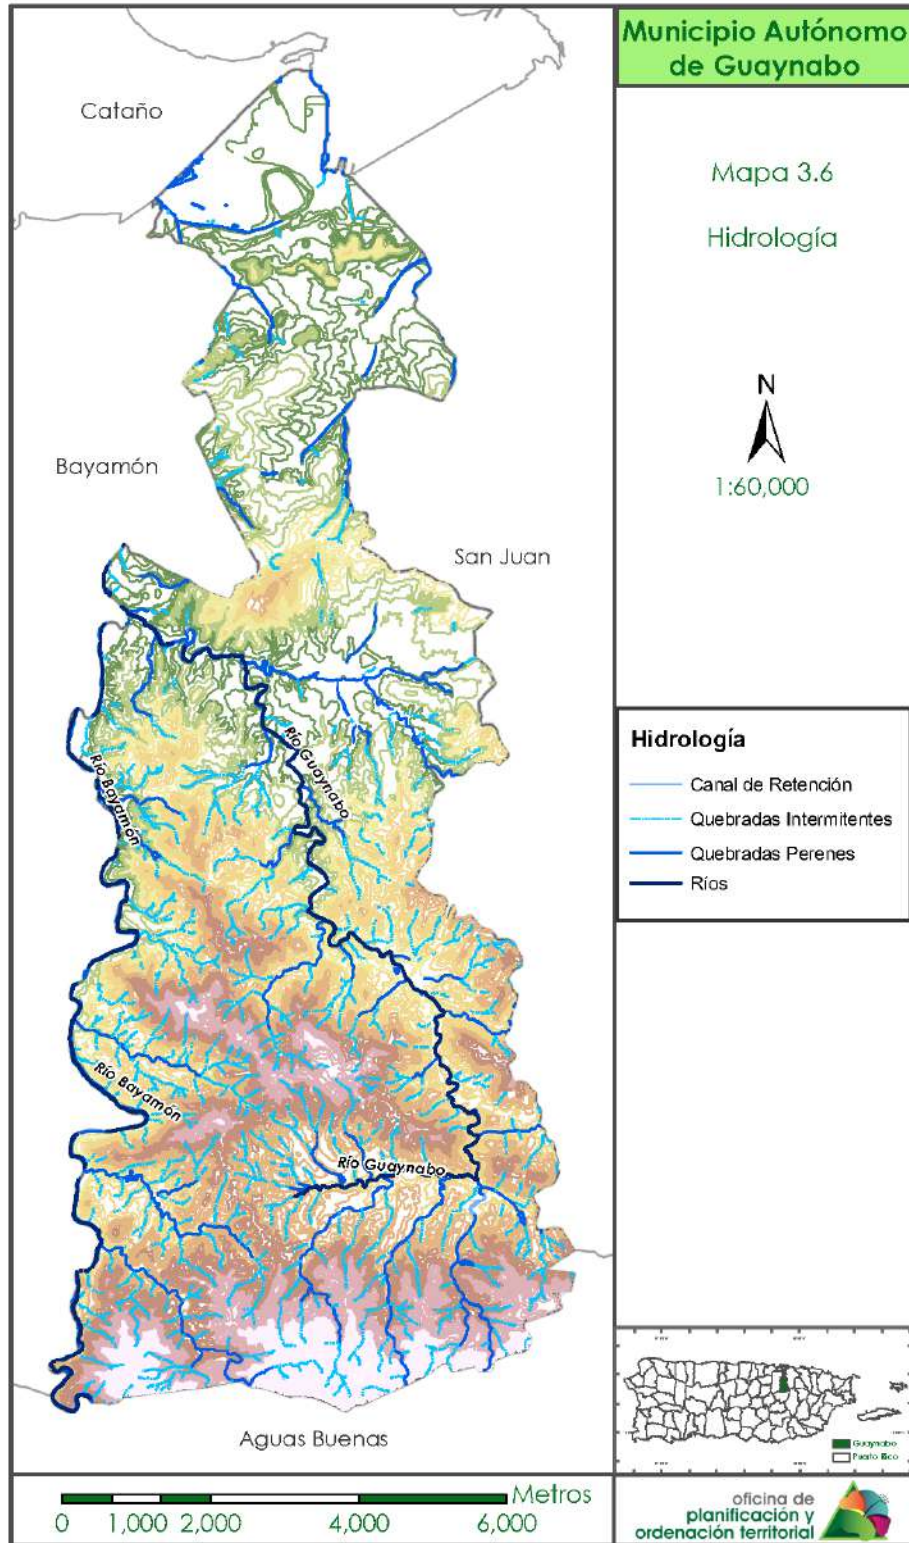 Municipio Autónomo
de Guaynabo
Mapa 3.6
Hidrología
N
1:60,000
Cataño
Bayamón
San Juan
Río Guaynabo
Río Bayamón
Río Bayamón
Río Guaynabo
Aguas Buenas
Hidrología
Canal de Retención
Quebradas Intermitentes
Quebradas Perenes
Ríos
Guaynabo
Puerto Rico
Metros
0 1,000 2,000 4,000 6,000
oficina de
planificación y
ordenación territorial